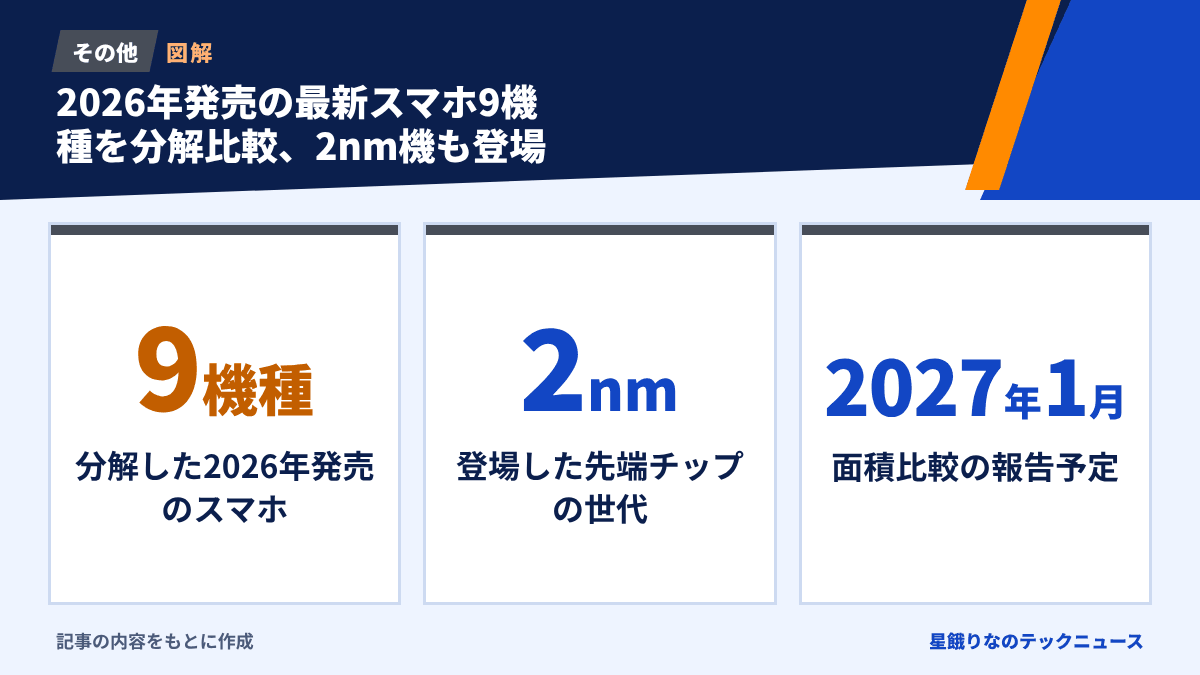 その他 図解
2026年発売の最新スマホ9機
種を分解比較、2nm機も登場
9機種
分解した2026年発売
のスマホ
2nm
登場した先端チップ
の世代
2027年1月
面積比較の報告予定
記事の内容をもとに作成
星餓りなのテックニュース